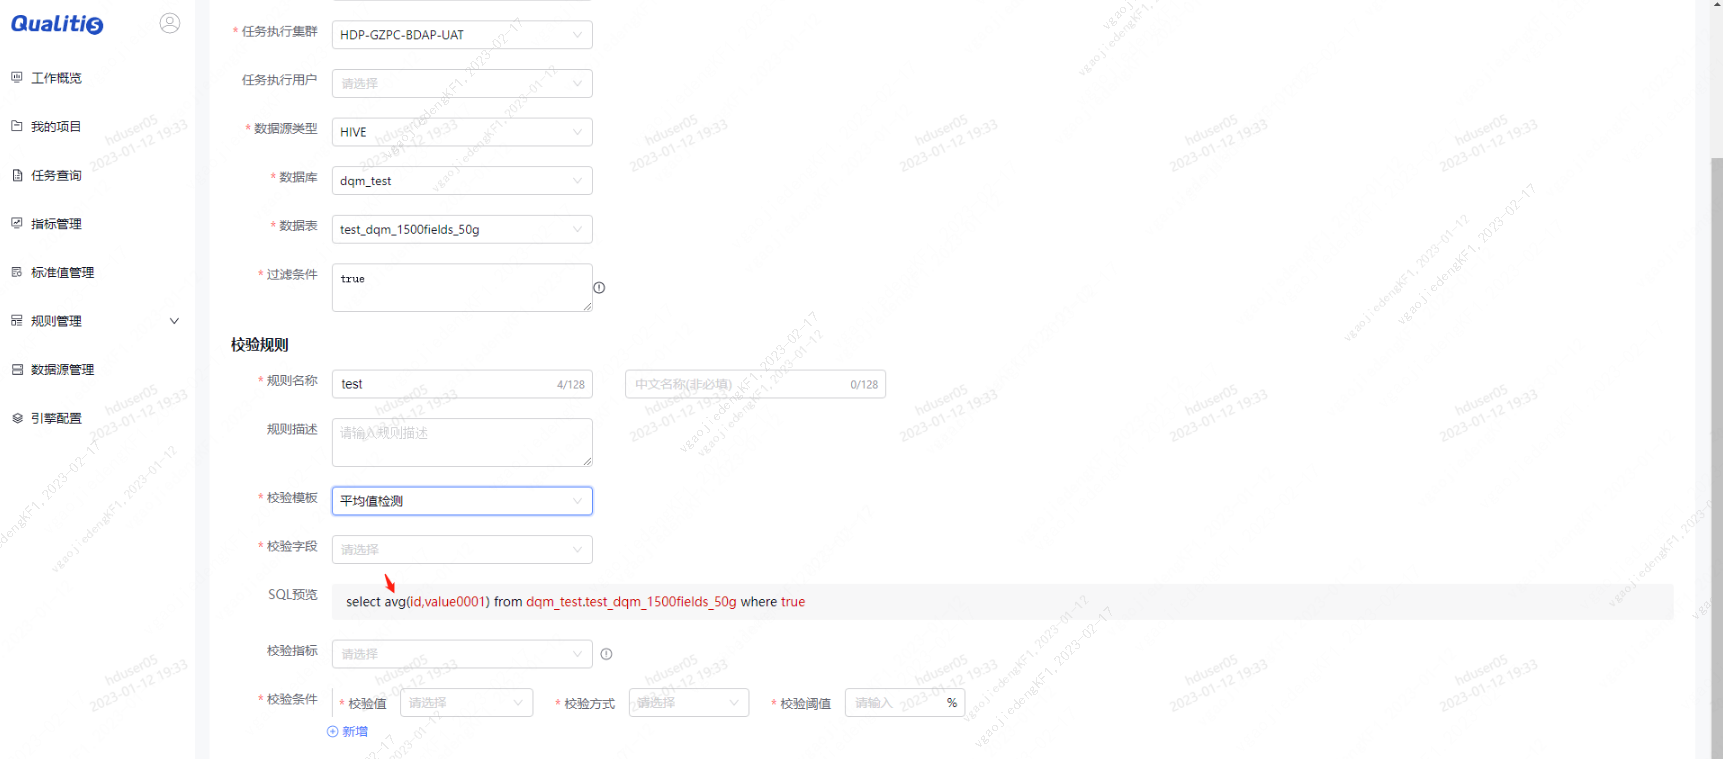 Qualitis
工作概览
我的项目
任务查询
指标管理
标准值管理
规则管理
数据源管理
引擎配置
* 任务执行集群 HDP-GZPC-BDAP-UAT
任务执行用户 请选择
* 数据源类型 HIVE
* 数据库 dqm_test
* 数据表 test_dqm_1500fields_50g
* 过滤条件 true
校验规则
* 规则名称 test 4/128 中文名称(非必填) 0/128
规则描述 请输入规则描述
* 校验模板 平均值检测
* 校验字段 请选择
SQL预览 select avg(id,value0001) from dqm_test.test_dqm_1500fields_50g where true
校验指标 请选择
* 校验条件 * 校验值 请选择 * 校验方式 请选择 * 校验阈值 请输入 %
新增
hduser05
2023-01-12 19:33
vgaojiedengKF1, 2023-02-17
vgaojiedengKF1, 2023-01-12